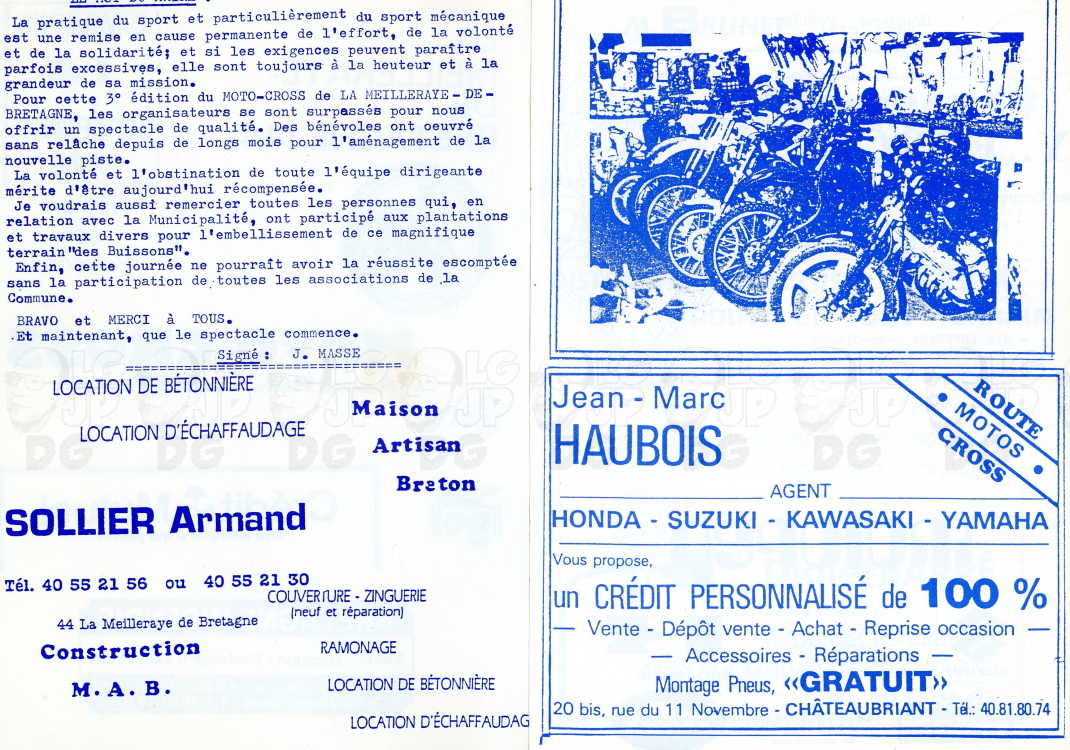 LE MOT DU MAIRE :
La pratique du sport et particulièrement du sport mécanique
est une remise en cause permanente de l'effort, de la volonté
et de la solidarité; et si les exigences peuvent paraître
parfois excessives, elle sont toujours à la heuteur et à la
grandeur de sa mission.
Pour cette 3° édition du MOTO-CROSS de LA MEILLERAYE-DE-
BRETAGNE, les organisateurs se sont surpassés pour nous
offrir un spectacle de qualité. Des bénévoles ont oeuvré
sans relâche depuis de longs mois pour l'aménagement de la
nouvelle piste.
La volonté et l'obstination de toute l'équipe dirigeante
mérite d'être aujourd'hui récompensée.
Je voudrais aussi remercier toutes les personnes qui, en
relation avec la Municipalité, ont participé aux plantations
et travaux divers pour l'embellissement de ce magnifique
terrain "des Buissons".
Enfin, cette journée ne pourraît avoir la réussite escomptée
sans la participation de toutes les associations de la
Commune.
BRAVO et MERCI à TOUS.
Et maintenant, que le spectacle commence.
Signé : J. MASSE
LOCATION DE BÉTONNIÈRE
LOCATION D'ÉCHAFFAUDAGE
Maison
Artisan
Breton
SOLLIER Armand
Tél. 40 55 21 56 ou 40 55 21 30
COUVERTURE - ZINGUERIE
(neuf et réparation)
44 La Meilleraye de Bretagne
Construction
RAMONAGE
M. A. B.
LOCATION DE BÉTONNIÈRE
LOCATION D'ÉCHAFFAUDAG
Jean - Marc
HAUBOIS
ROUTE
• MOTOS •
CROSS
AGENT
HONDA - SUZUKI - KAWASAKI - YAMAHA
Vous propose,
un CRÉDIT PERSONNALISÉ de 100 %
— Vente - Dépôt vente - Achat - Reprise occasion —
— Accessoires - Réparations —
Montage Pneus, «GRATUIT»
20 bis, rue du 11 Novembre - CHÂTEAUBRIANT - Tél.: 40.81.80.74
LG
JP
DG